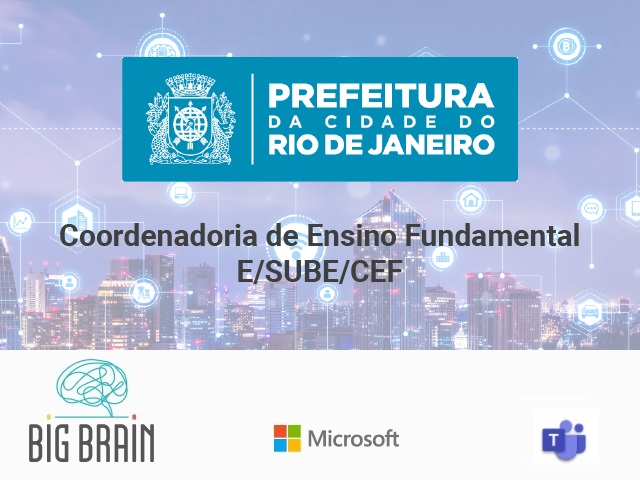 PREFEITURA
DA CIDADE DO
RIO DE JANEIRO
Coordenadoria de Ensino Fundamental
E/SUBE/CEF
BIG BRAIN
Microsoft
T